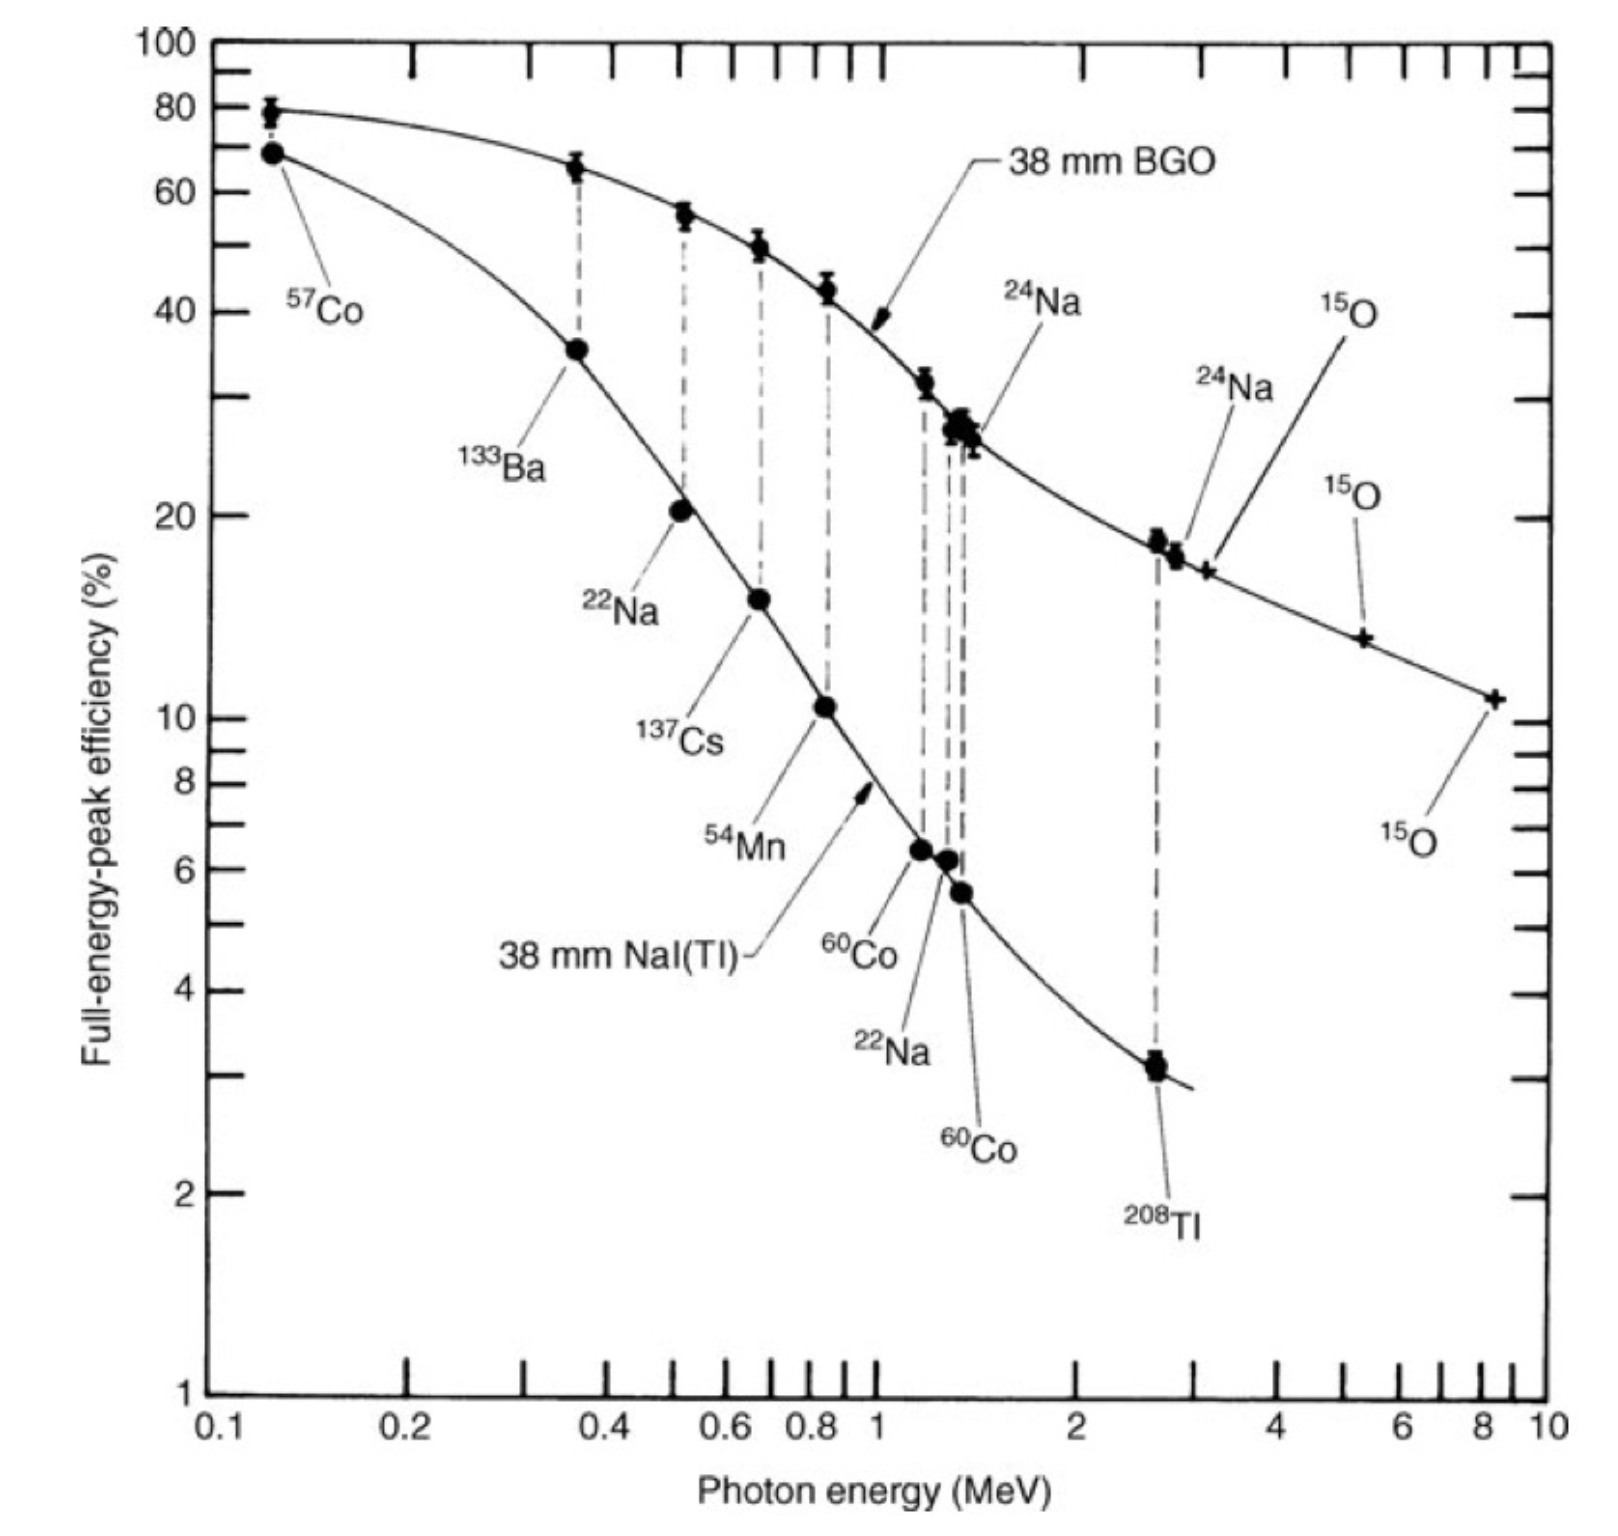 100
80
60
40
20
10
8
6
4
2
1
Full-energy-peak efficiency (%)
38 mm BGO
57Co
24Na
15O
24Na
133Ba
15O
22Na
137Cs
54Mn
15O
38 mm NaI(Tl)
60Co
22Na
60Co
208Tl
0.1 0.2 0.4 0.6 0.8 1 2 4 6 8 10
Photon energy (MeV)